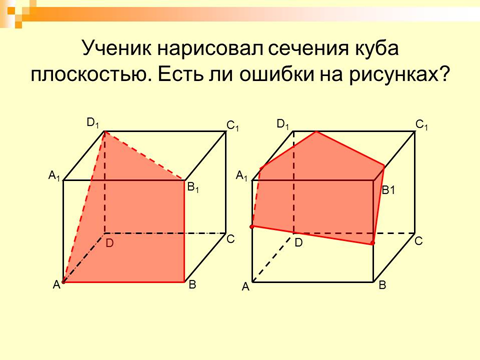 Ученик нарисовал сечения куба
плоскостью. Есть ли ошибки на рисунках?
D1
C1
A1
B1
D
C
A
B
D1
C1
A1
B1
D
C
A
B